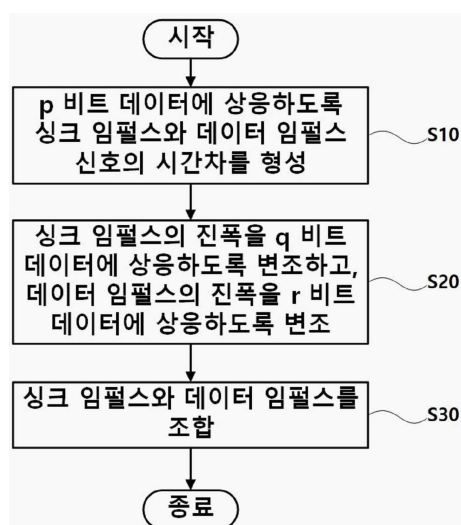 시작
p 비트 데이터에 상응하도록
싱크 임펄스와 데이터 임펄스
신호의 시간차를 형성
S10
싱크 임펄스의 진폭을 q 비트
데이터에 상응하도록 변조하고,
데이터 임펄스의 진폭을 r 비트
데이터에 상응하도록 변조
S20
싱크 임펄스와 데이터 임펄스를
조합
S30
종료